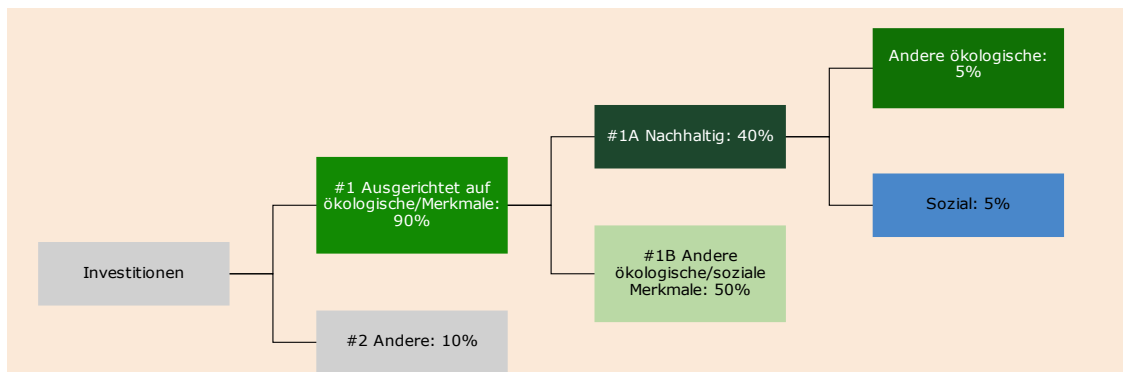 Investitionen
#1 Ausgerichtet auf
ökologische/Merkmale:
90%
#2 Andere: 10%
#1A Nachhaltig: 40%
#1B Andere
ökologische/soziale
Merkmale: 50%
Andere ökologische:
5%
Sozial: 5%